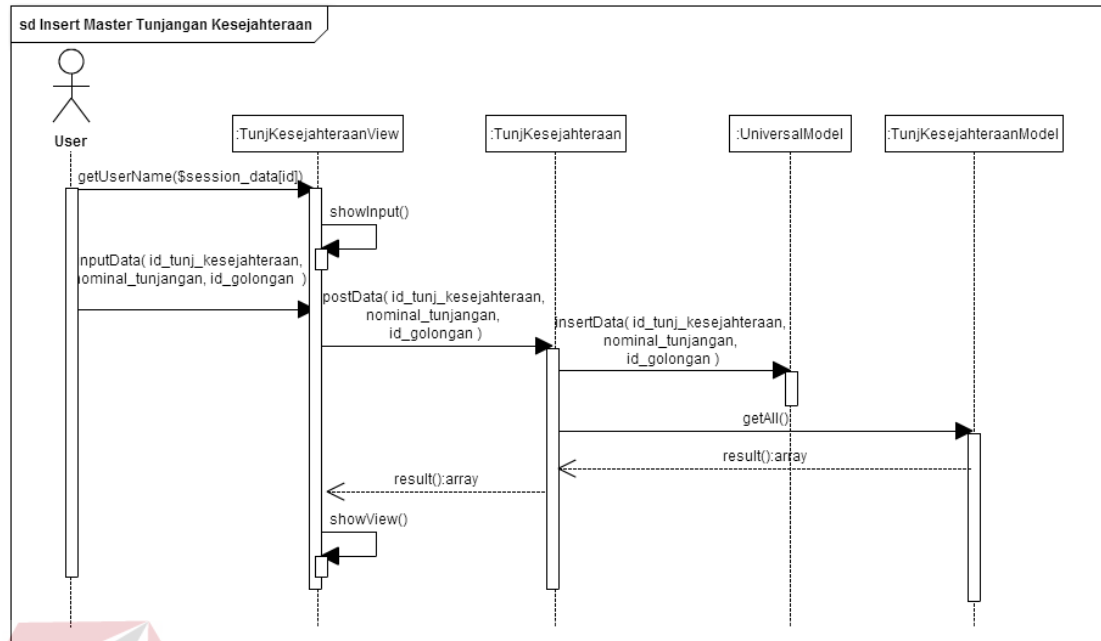 sd Insert Master Tunjangan Kesejahteraan
User
:TunjKesejahteraanView
:TunjKesejahteraan
:UniversalModel
:TunjKesejahteraanModel
getUserName($session_data[id])
showInput()
nputData( id_tunj_kesejahteraan,
nominal_tunjangan, id_golongan )
postData( id_tunj_kesejahteraan,
nominal_tunjangan,
id_golongan )
insertData( id_tunj_kesejahteraan,
nominal_tunjangan,
id_golongan )
getAll()
result():array
result():array
showView()